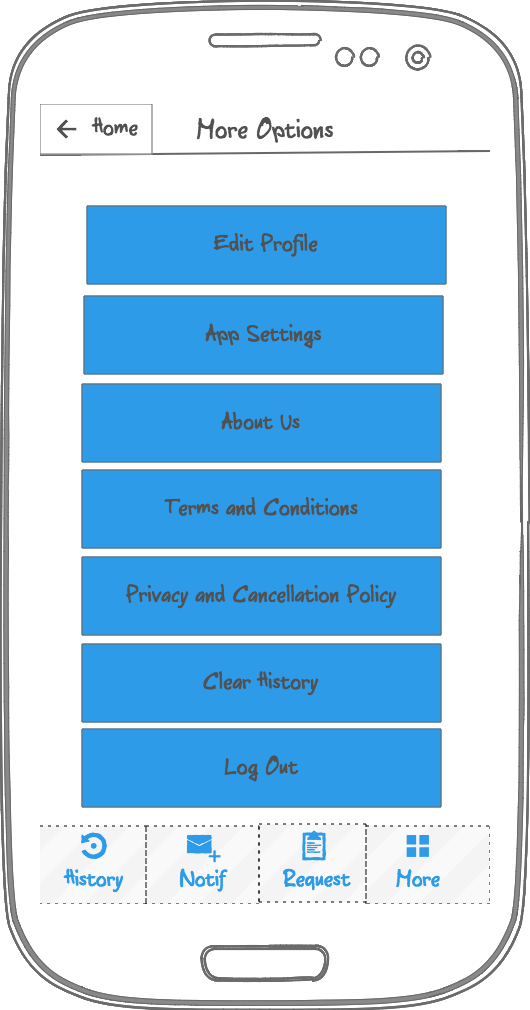 Home
More Options
Edit Profile
App Settings
About Us
Terms and Conditions
Privacy and Cancellation Policy
Clear History
Log Out
History
Notif
Request
More